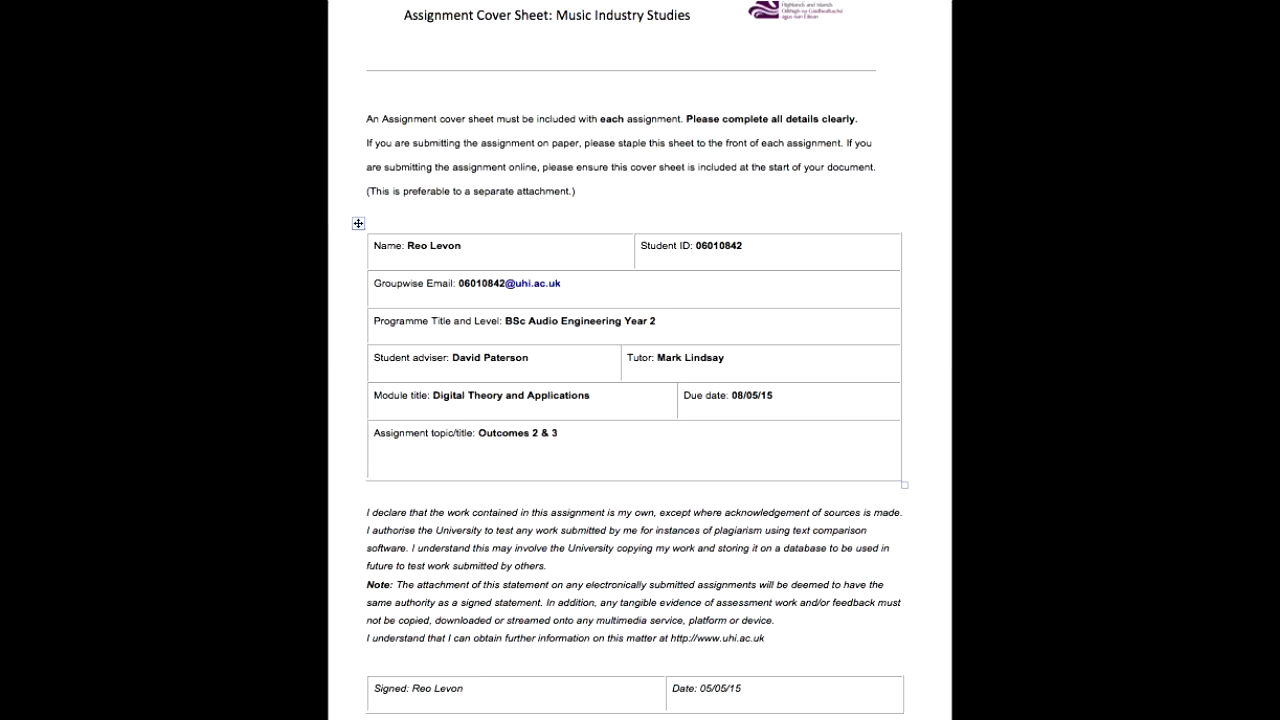 Assignment Cover Sheet: Music Industry Studies
Highlands and Islands
An Assignment cover sheet must be included with each assignment. Please complete all details clearly.
If you are submitting the assignment on paper, please staple this sheet to the front of each assignment. If you
are submitting the assignment online, please ensure this cover sheet is included at the start of your document.
(This is preferable to a separate attachment.)
Name: Reo Levon
Student ID: 06010842
Groupwise Email: 06010842@uhi.ac.uk
Programme Title and Level: BSc Audio Engineering Year 2
Student adviser: David Paterson
Tutor: Mark Lindsay
Module title: Digital Theory and Applications
Due date: 08/05/15
Assignment topic/title: Outcomes 2 & 3
I declare that the work contained in this assignment is my own, except where acknowledgement of sources is made.
I authorise the University to test any work submitted by me for instances of plagiarism using text comparison
software. I understand this may involve the University copying my work and storing it on a database to be used in
future to test work submitted by others.
Note: The attachment of this statement on any electronically submitted assignments will be deemed to have the
same authority as a signed statement. In addition, any tangible evidence of assessment work and/or feedback must
not be copied, downloaded or streamed onto any multimedia service, platform or device.
I understand that I can obtain further information on this matter at http://www.uhi.ac.uk
Signed: Reo Levon
Date: 05/05/15